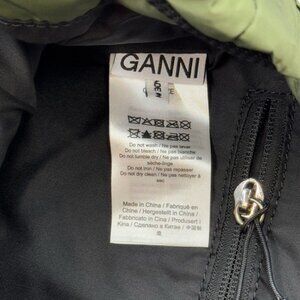 GANNI
Do not wash / Ne pas laver
Do not bleach / Ne pas blanchir
Do not tumble dry / Ne pas utiliser de
sèche-linge
Do not iron / Ne pas repasser
Do not dry clean / Ne pas nettoyer à
sec
Made in China / Fabriqué en
Chine / Hergestellt in China /
Fabbricato in Cina / Produsert i
Kina / Сделано в Китае / 中国制